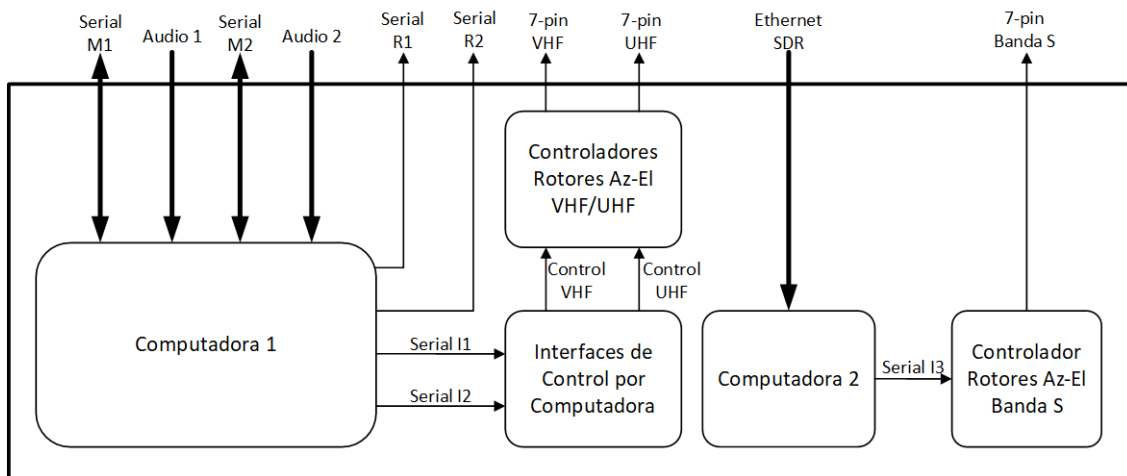 Serial
M1
Audio 1
Serial
M2
Audio 2
Serial
R1
Serial
R2
7-pin
VHF
7-pin
UHF
Ethernet
SDR
7-pin
Banda S
Controladores
Rotores Az-El
VHF/UHF
Control
VHF
Control
UHF
Computadora 1
Serial I1
Serial I2
Interfaces de
Control por
Computadora
Computadora 2
Serial I3
Controlador
Rotores Az-El
Banda S